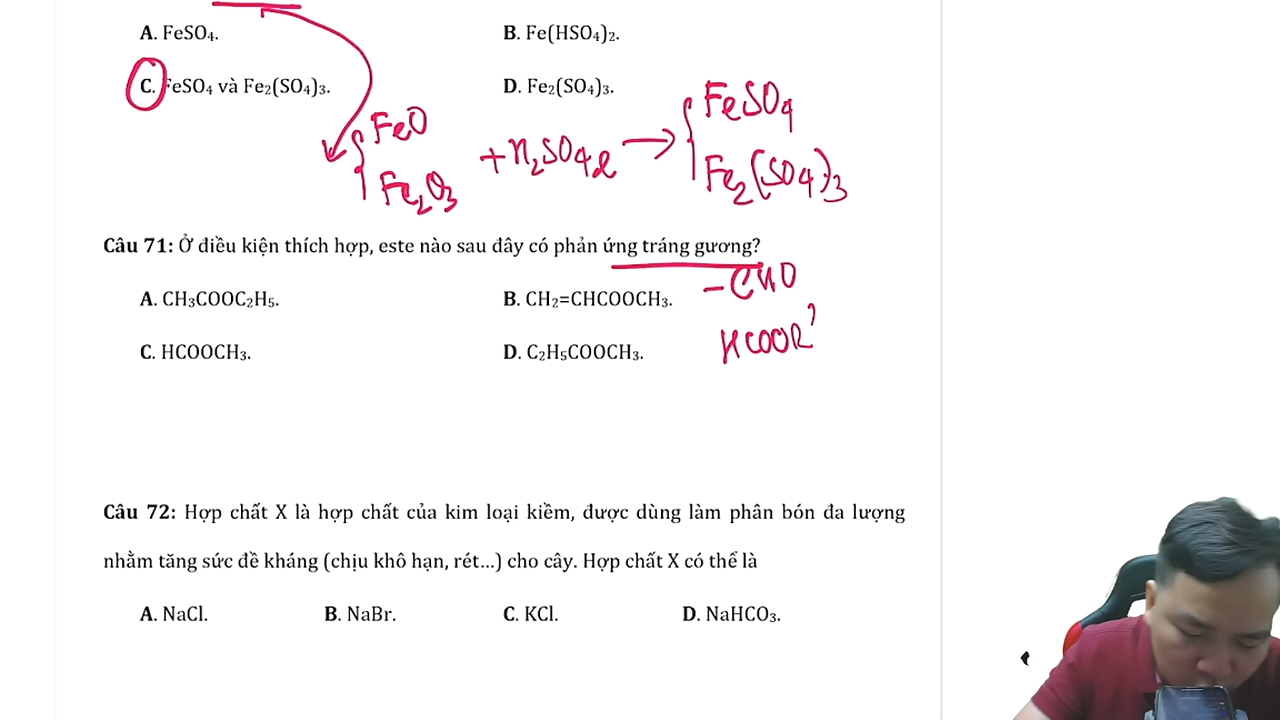 A. FeSO₄.
B. Fe(HSO₄)₂.
C. FeSO₄ và Fe₂(SO₄)₃.
D. Fe₂(SO₄)₃.
FeO
Fe₂O₃
+H₂SO₄ l →
FeSO₄
Fe₂(SO₄)₃
Câu 71: Ở điều kiện thích hợp, este nào sau đây có phản ứng tráng gương?
-CHO
A. CH₃COOC₂H₅.
B. CH₂=CHCOOCH₃.
HCOOR'
C. HCOOCH₃.
D. C₂H₅COOCH₃.
Câu 72: Hợp chất X là hợp chất của kim loại kiềm, được dùng làm phân bón đa lượng
nhằm tăng sức đề kháng (chịu khô hạn, rét...) cho cây. Hợp chất X có thể là
A. NaCl.
B. NaBr.
C. KCl.
D. NaHCO₃.